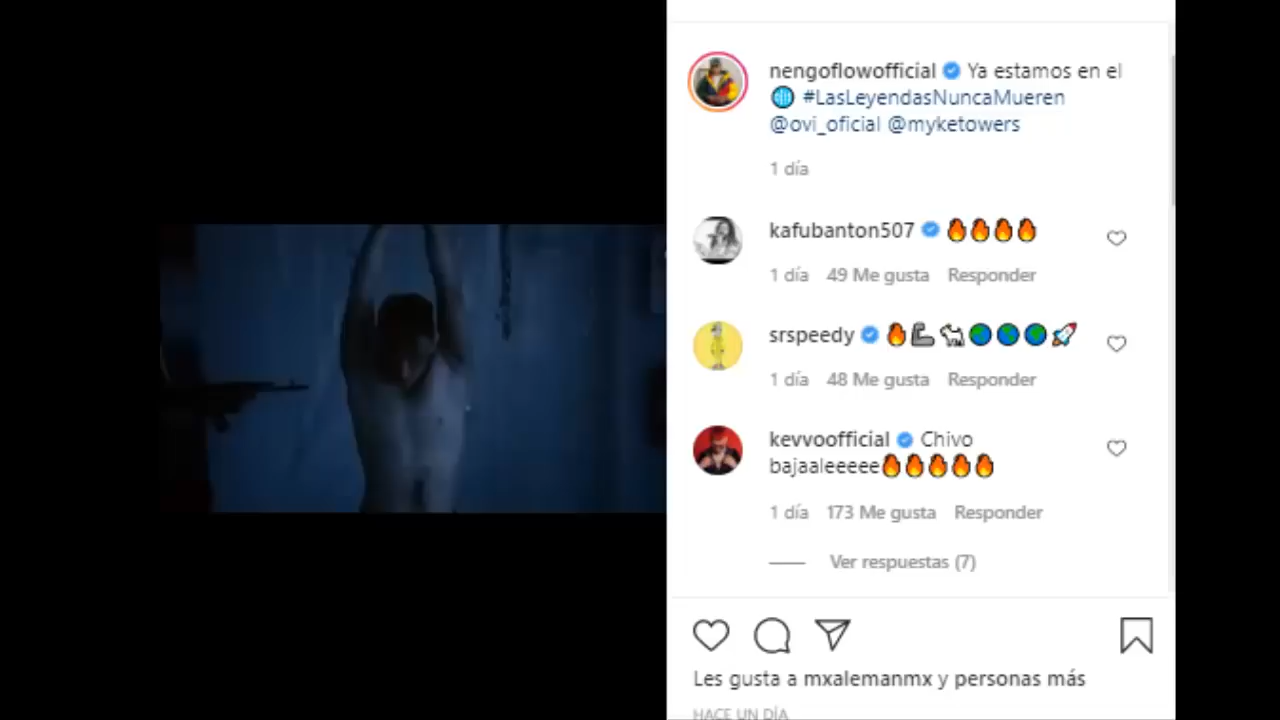 nengoflowofficial Ya estamos en el
#LasLeyendasNuncaMueren
@ovi_oficial @myketowers
1 día
kafubanton507 🔥🔥🔥🔥
1 día 49 Me gusta Responder
srspeedy 🔥🦾🐐🌎🌎🌎🚀
1 día 48 Me gusta Responder
kevvoofficial Chivo
bajaaleeeee🔥🔥🔥🔥🔥
1 día 173 Me gusta Responder
Ver respuestas (7)
Les gusta a mxalemanmx y personas más
HACE UN DÍA